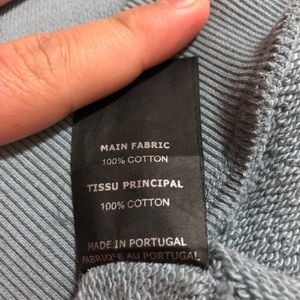 MAIN FABRIC
100% COTTON
TISSU PRINCIPAL
100% COTTON
MADE IN PORTUGAL
FABRIQUÉ AU PORTUGAL